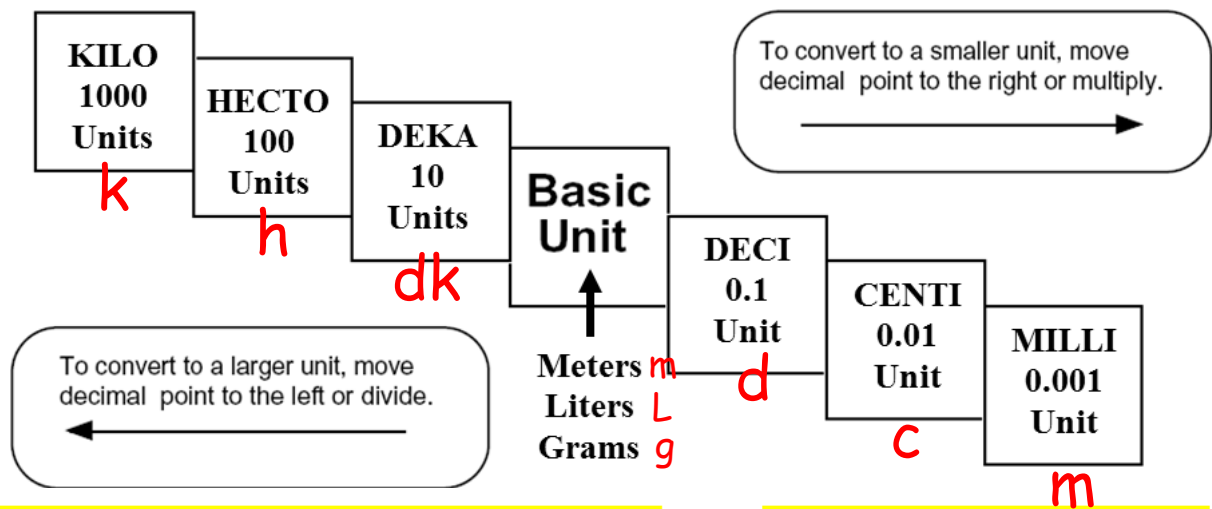 KILO
1000
Units
k
HECTO
100
Units
h
DEKA
10
Units
dk
Basic
Unit
Meters m
Liters L
Grams g
DECI
0.1
Unit
d
CENTI
0.01
Unit
c
MILLI
0.001
Unit
m
To convert to a smaller unit, move
decimal point to the right or multiply.
To convert to a larger unit, move
decimal point to the left or divide.